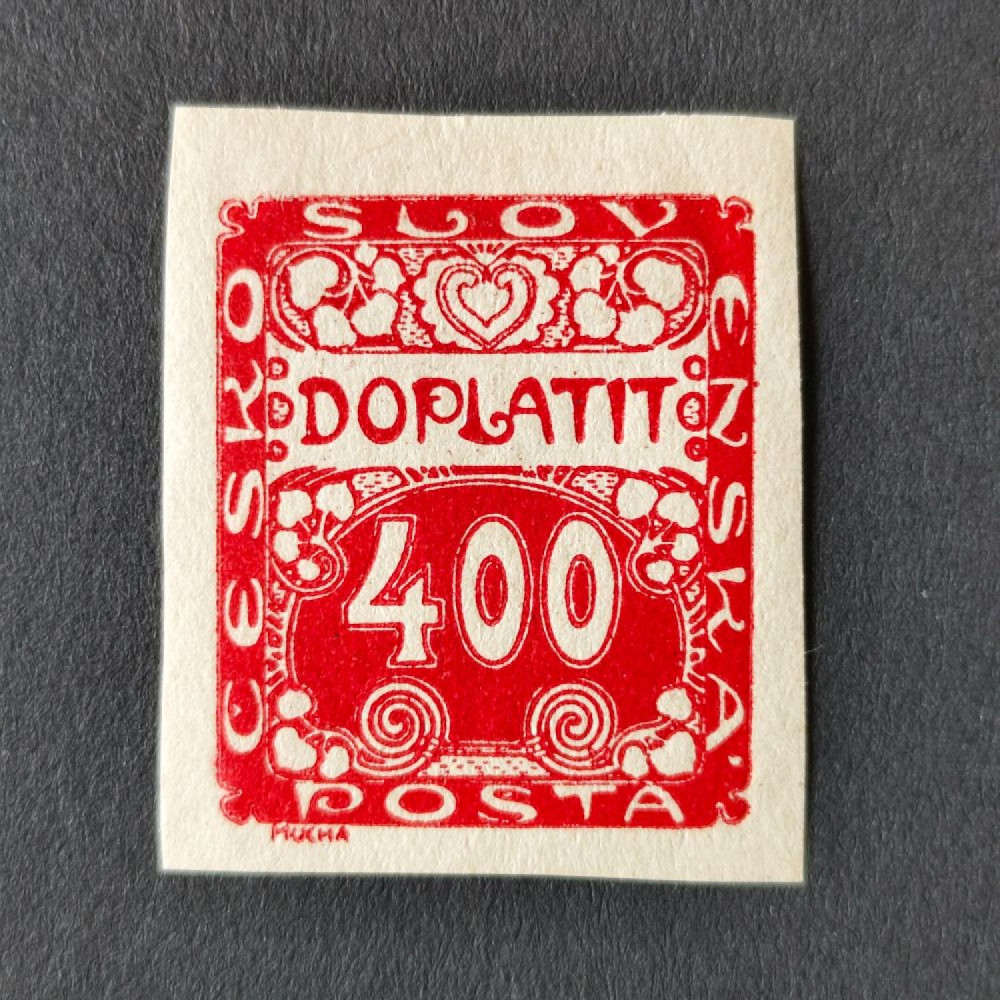 ČESKO
SLOV
ENSKÁ
DOPLATIT
400
POŠTA
MUCHA